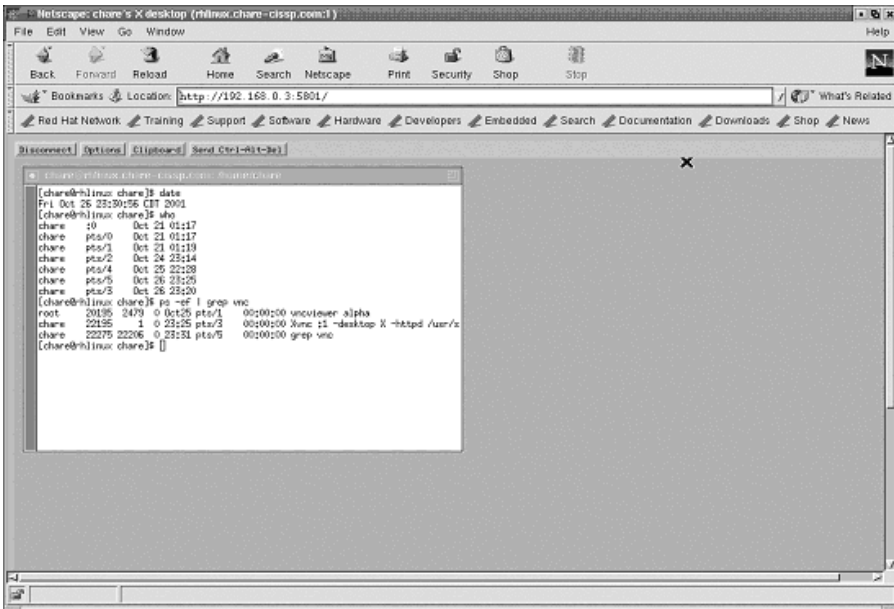 Netscape: chare's X desktop (rhlinux.chare-cissp.com:1)
File Edit View Go Window Help
Back Forward Reload Home Search Netscape Print Security Shop Stop
N
Bookmarks Location: http://192.168.0.3:5801/ What's Related
Red Hat Network Training Support Software Hardware Developers Embedded Search Documentation Downloads Shop News
Disconnect Options Clipboard Send Ctrl-Alt-Del
chare@rhlinux.chare-cissp.com: /home/chare
[chare@rhlinux chare]$ date
Fri Oct 26 23:30:56 CDT 2001
[chare@rhlinux chare]$ who
chare :0 Oct 21 01:17
chare pts/0 Oct 21 01:17
chare pts/1 Oct 21 01:19
chare pts/2 Oct 24 23:14
chare pts/4 Oct 25 22:28
chare pts/5 Oct 26 23:25
chare pts/3 Oct 26 23:20
[chare@rhlinux chare]$ ps -ef | grep vnc
root 20195 2479 0 Oct25 pts/1 00:00:00 vncviewer alpha
chare 22195 1 0 23:25 pts/3 00:00:00 Xvnc :1 -desktop X -httpd /usr/s
chare 22275 22206 0 23:31 pts/5 00:00:00 grep vnc
[chare@rhlinux chare]$